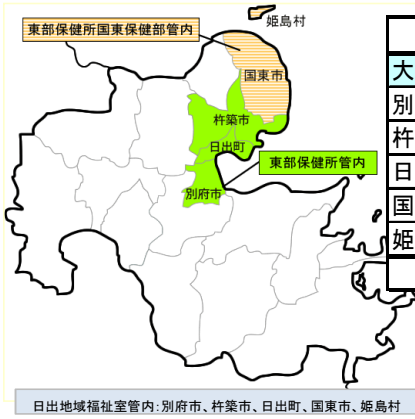 姫島村
東部保健所国東保健部管内
国東市
杵築市
日出町
東部保健所管内
別府市
大
別
杵
日
国
姫
日出地域福祉室管内:別府市、杵築市、日出町、国東市、姫島村